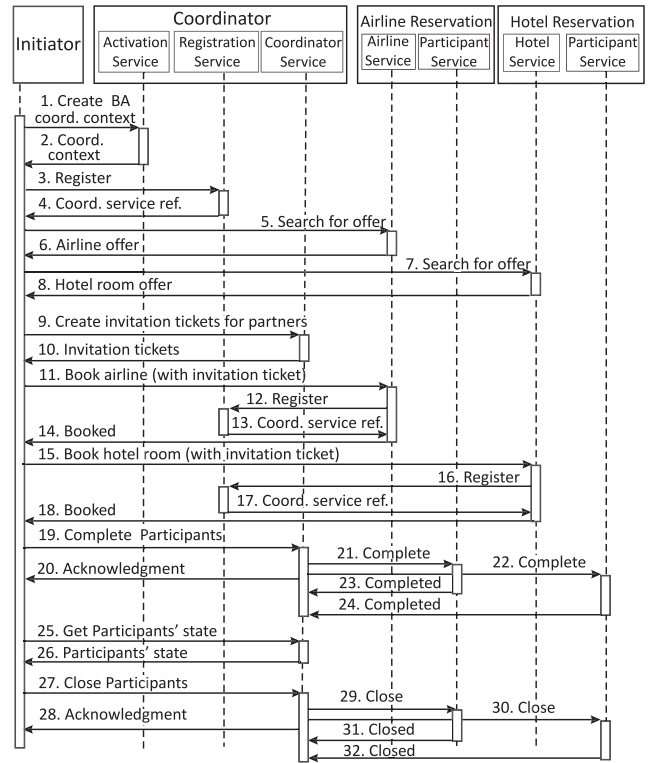 Initiator
Coordinator
Activation
Service
Registration
Service
Coordinator
Service
Airline Reservation
Airline
Service
Participant
Service
Hotel Reservation
Hotel
Service
Participant
Service
1. Create BA
coord. context
2. Coord.
context
3. Register
4. Coord. service ref.
5. Search for offer
6. Airline offer
7. Search for offer
8. Hotel room offer
9. Create invitation tickets for partners
10. Invitation tickets
11. Book airline (with invitation ticket)
12. Register
13. Coord. service ref.
14. Booked
15. Book hotel room (with invitation ticket)
16. Register
17. Coord. service ref.
18. Booked
19. Complete Participants
20. Acknowledgment
21. Complete
22. Complete
23. Completed
24. Completed
25. Get Participants’ state
26. Participants’ state
27. Close Participants
28. Acknowledgment
29. Close
30. Close
31. Closed
32. Closed